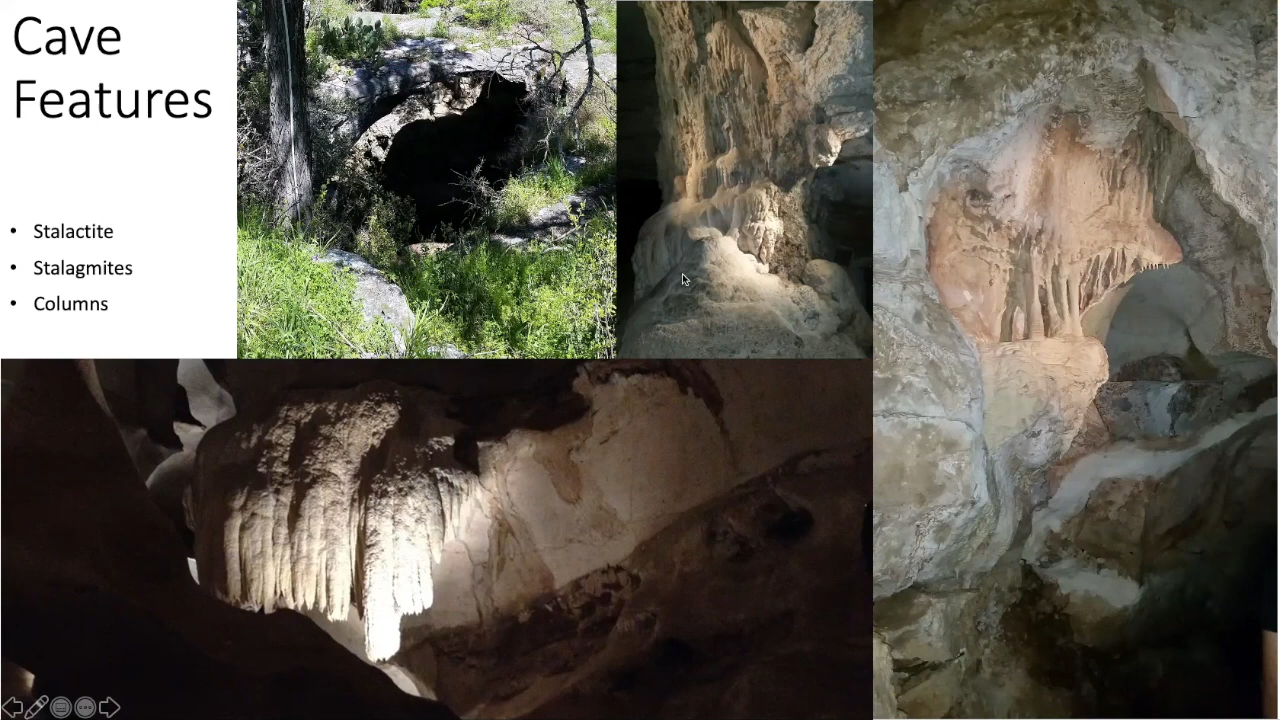 Cave
Features
• Stalactite
• Stalagmites
• Columns